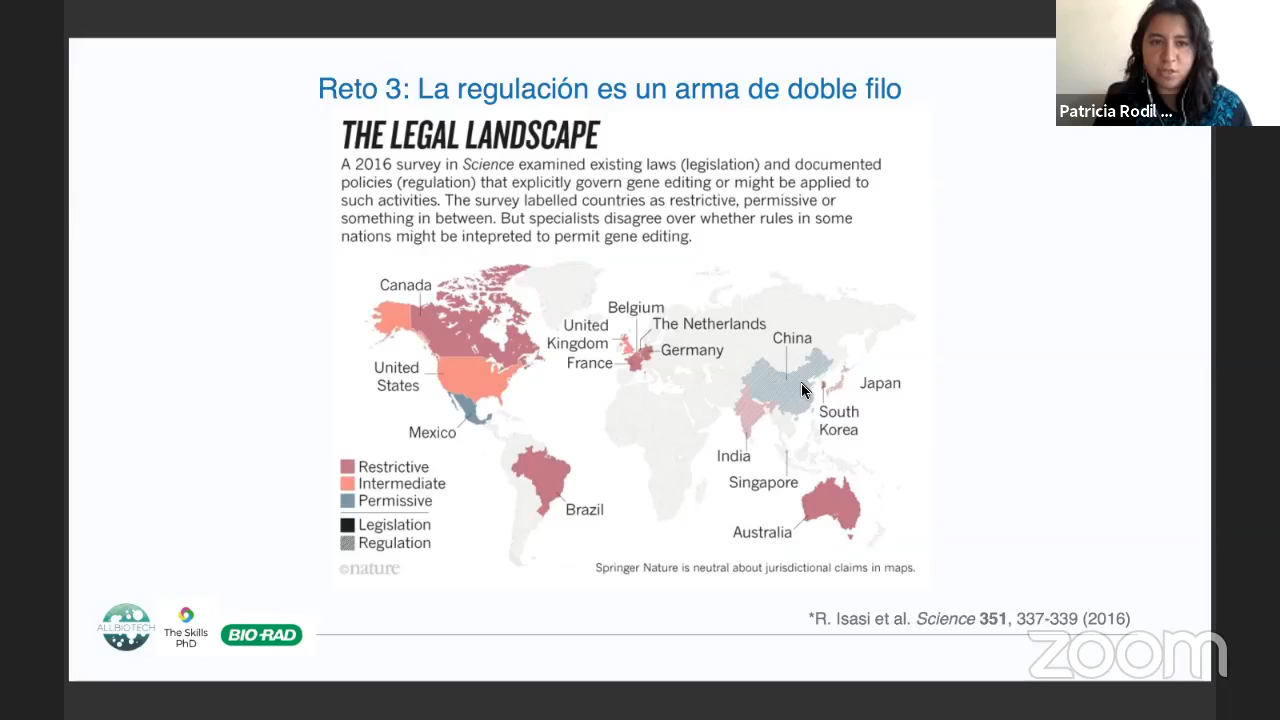 Reto 3: La regulación es un arma de doble filo
Patricia Rodil ...
THE LEGAL LANDSCAPE
A 2016 survey in Science examined existing laws (legislation) and documented
policies (regulation) that explicitly govern gene editing or might be applied to
such activities. The survey labelled countries as restrictive, permissive or
something in between. But specialists disagree over whether rules in some
nations might be intepreted to permit gene editing.
Canada
Belgium
United
Kingdom
The Netherlands
China
Germany
France
United
States
Japan
South
Korea
Mexico
India
Singapore
Restrictive
Intermediate
Permissive
Brazil
Legislation
Australia
Regulation
©nature
Springer Nature is neutral about jurisdictional claims in maps.
ALLBIOTECH
The Skills
PhD
BIO-RAD
*R. Isasi et al. Science 351, 337-339 (2016)
zoom